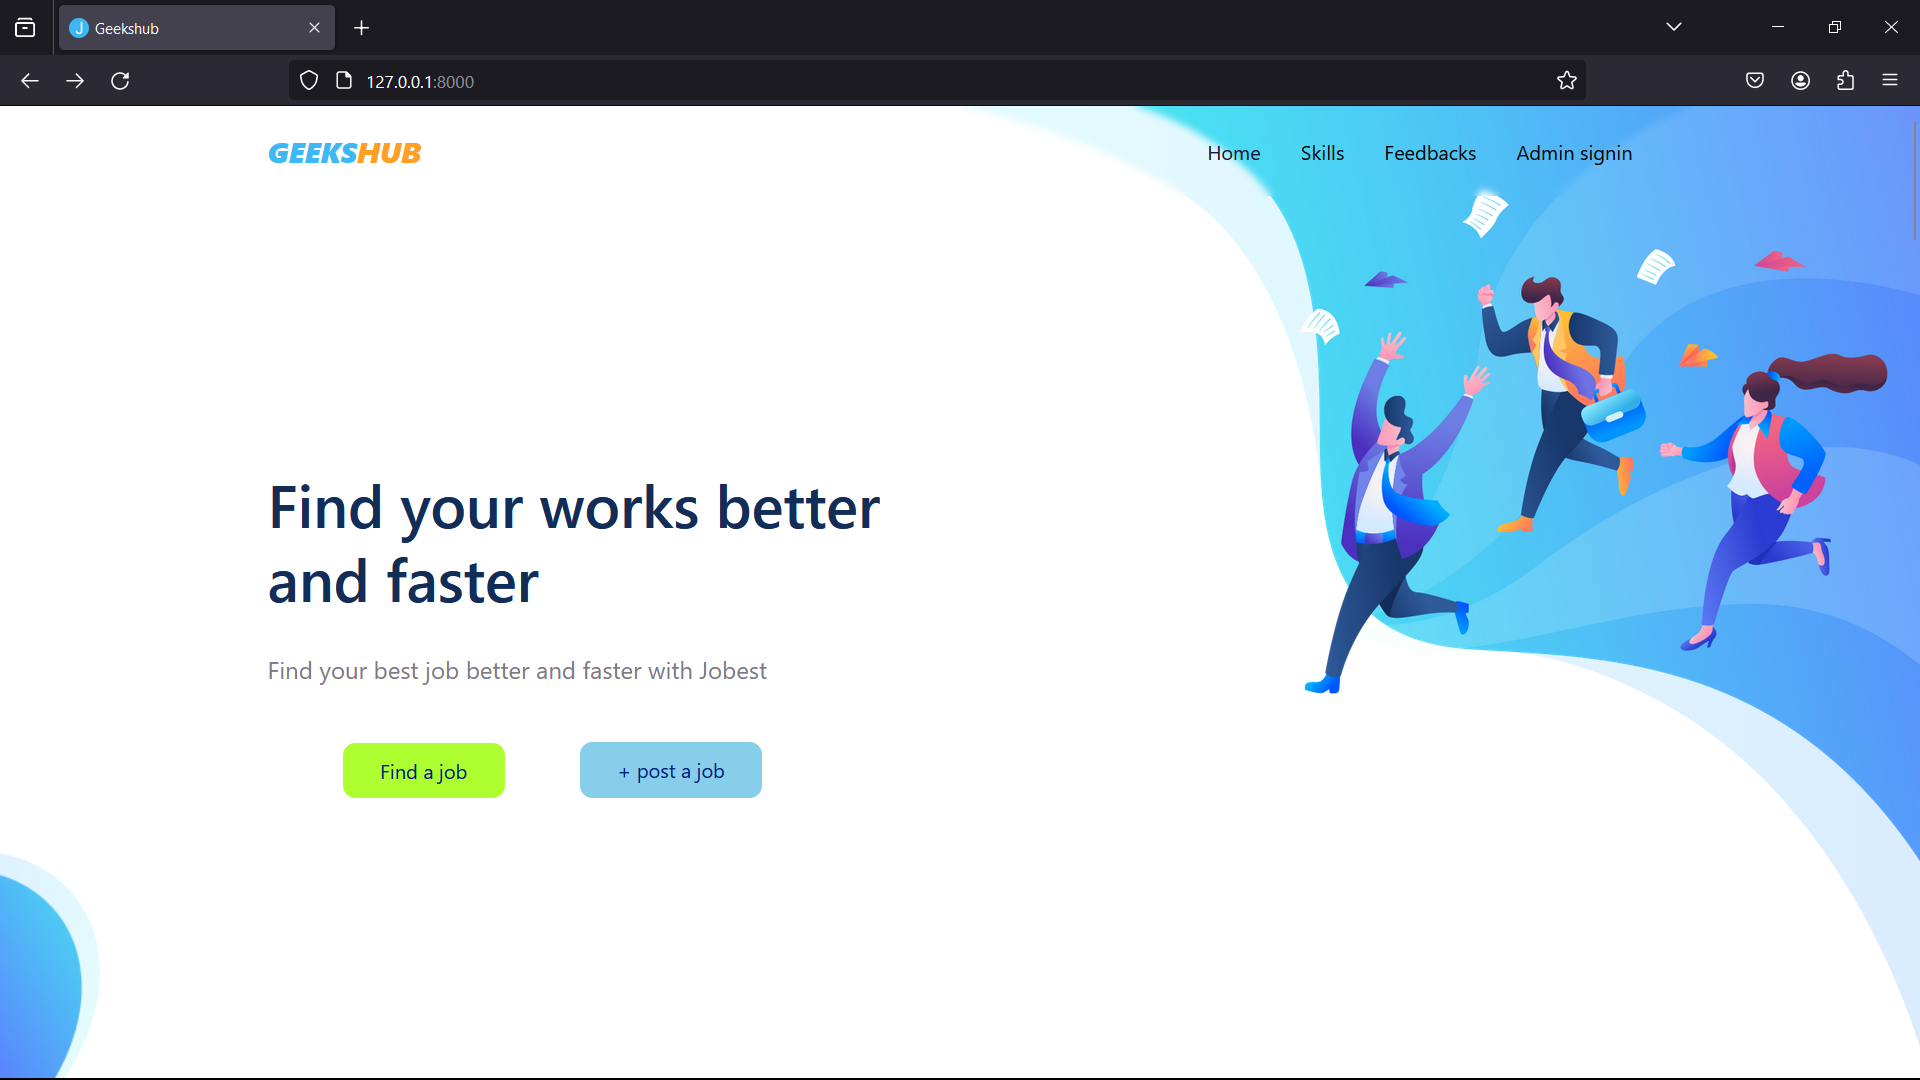 J Geekshub
127.0.0.1:8000
GEEKSHUB
Home Skills Feedbacks Admin signin
Find your works better
and faster
Find your best job better and faster with Jobest
Find a job + post a job